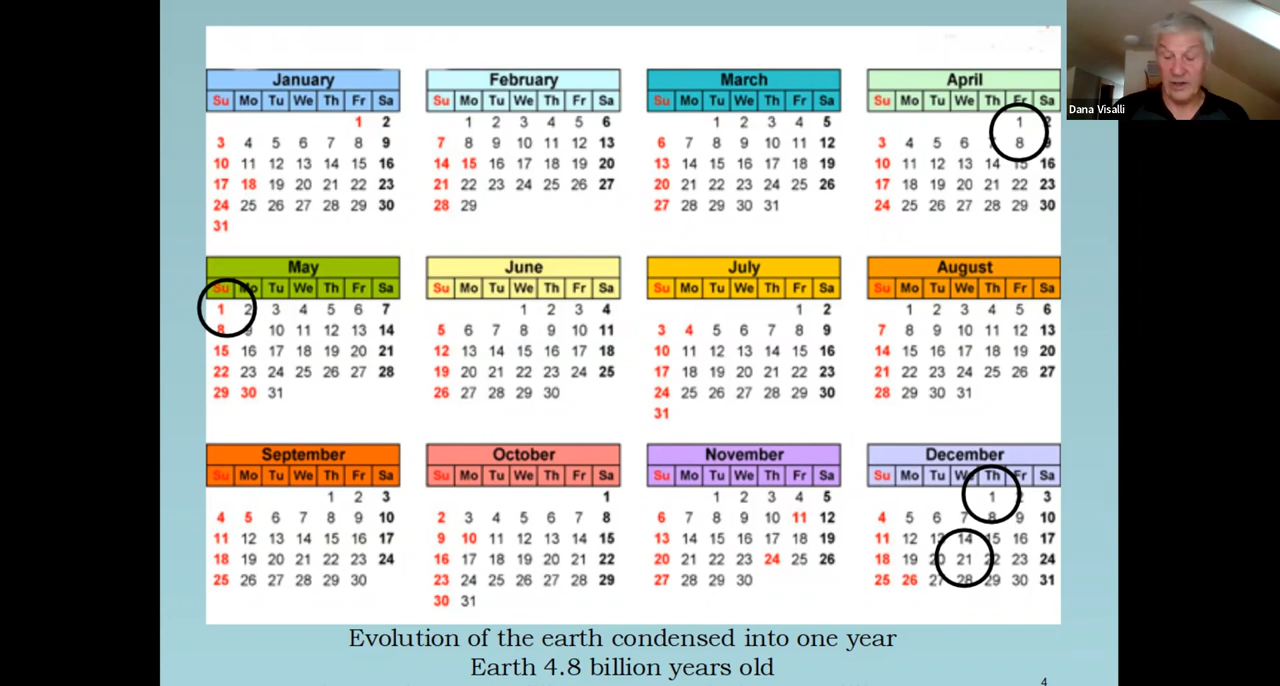 January
Su Mo Tu We Th Fr Sa
1 2
3 4 5 6 7 8 9
10 11 12 13 14 15 16
17 18 19 20 21 22 23
24 25 26 27 28 29 30
31
February
Su Mo Tu We Th Fr Sa
1 2 3 4 5 6
7 8 9 10 11 12 13
14 15 16 17 18 19 20
21 22 23 24 25 26 27
28 29
March
Su Mo Tu We Th Fr Sa
1 2 3 4 5
6 7 8 9 10 11 12
13 14 15 16 17 18 19
20 21 22 23 24 25 26
27 28 29 30 31
April
Su Mo Tu We Th Fr Sa
1 2
3 4 5 6 8 9
10 11 12 13 14 15 16
17 18 19 20 21 22 23
24 25 26 27 28 29 30
May
Su Mo Tu We Th Fr Sa
1 2 3 4 5 6 7
8 9 10 11 12 13 14
15 16 17 18 19 20 21
22 23 24 25 26 27 28
29 30 31
June
Su Mo Tu We Th Fr Sa
1 2 3 4
5 6 7 8 9 10 11
12 13 14 15 16 17 18
19 20 21 22 23 24 25
26 27 28 29 30
July
Su Mo Tu We Th Fr Sa
1 2
3 4 5 6 7 8 9
10 11 12 13 14 15 16
17 18 19 20 21 22 23
24 25 26 27 28 29 30
31
August
Su Mo Tu We Th Fr Sa
1 2 3 4 5 6
7 8 9 10 11 12 13
14 15 16 17 18 19 20
21 22 23 24 25 26 27
28 29 30 31
September
Su Mo Tu We Th Fr Sa
1 2 3
4 5 6 7 8 9 10
11 12 13 14 15 16 17
18 19 20 21 22 23 24
25 26 27 28 29 30
October
Su Mo Tu We Th Fr Sa
1
2 3 4 5 6 7 8
9 10 11 12 13 14 15
16 17 18 19 20 21 22
23 24 25 26 27 28 29
30 31
November
Su Mo Tu We Th Fr Sa
1 2 3 4 5
6 7 8 9 10 11 12
13 14 15 16 17 18 19
20 21 22 23 24 25 26
27 28 29 30
December
Su Mo Tu We Th Fr Sa
1 2 3
4 5 6 7 8 9 10
11 12 13 14 15 16 17
18 19 20 21 22 23 24
25 26 27 28 29 30 31
Evolution of the earth condensed into one year
Earth 4.8 billion years old
4
Dana Visalli